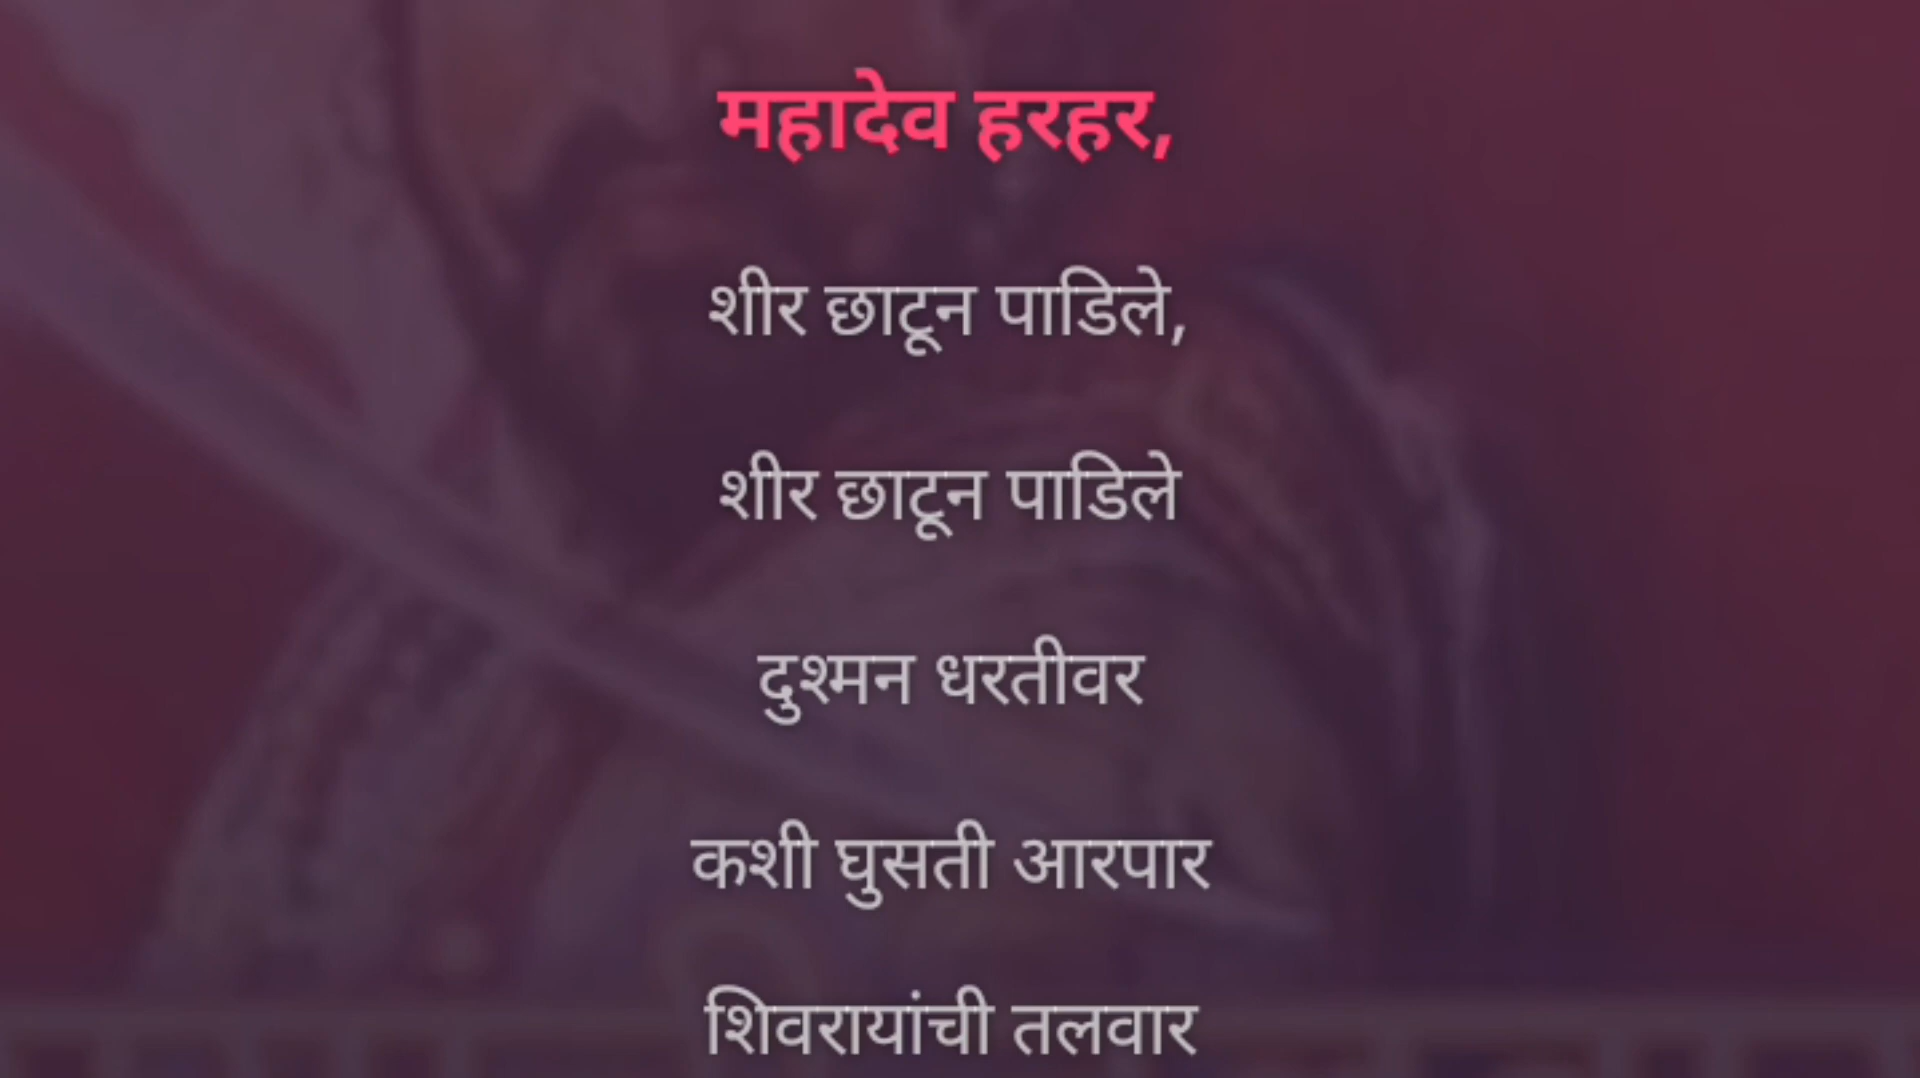 महादेव हरहर,
शीर छाटून पाडिले,
शीर छाटून पाडिले
दुश्मन धरतीवर
कशी घुसती आरपार
शिवरायांची तलवार